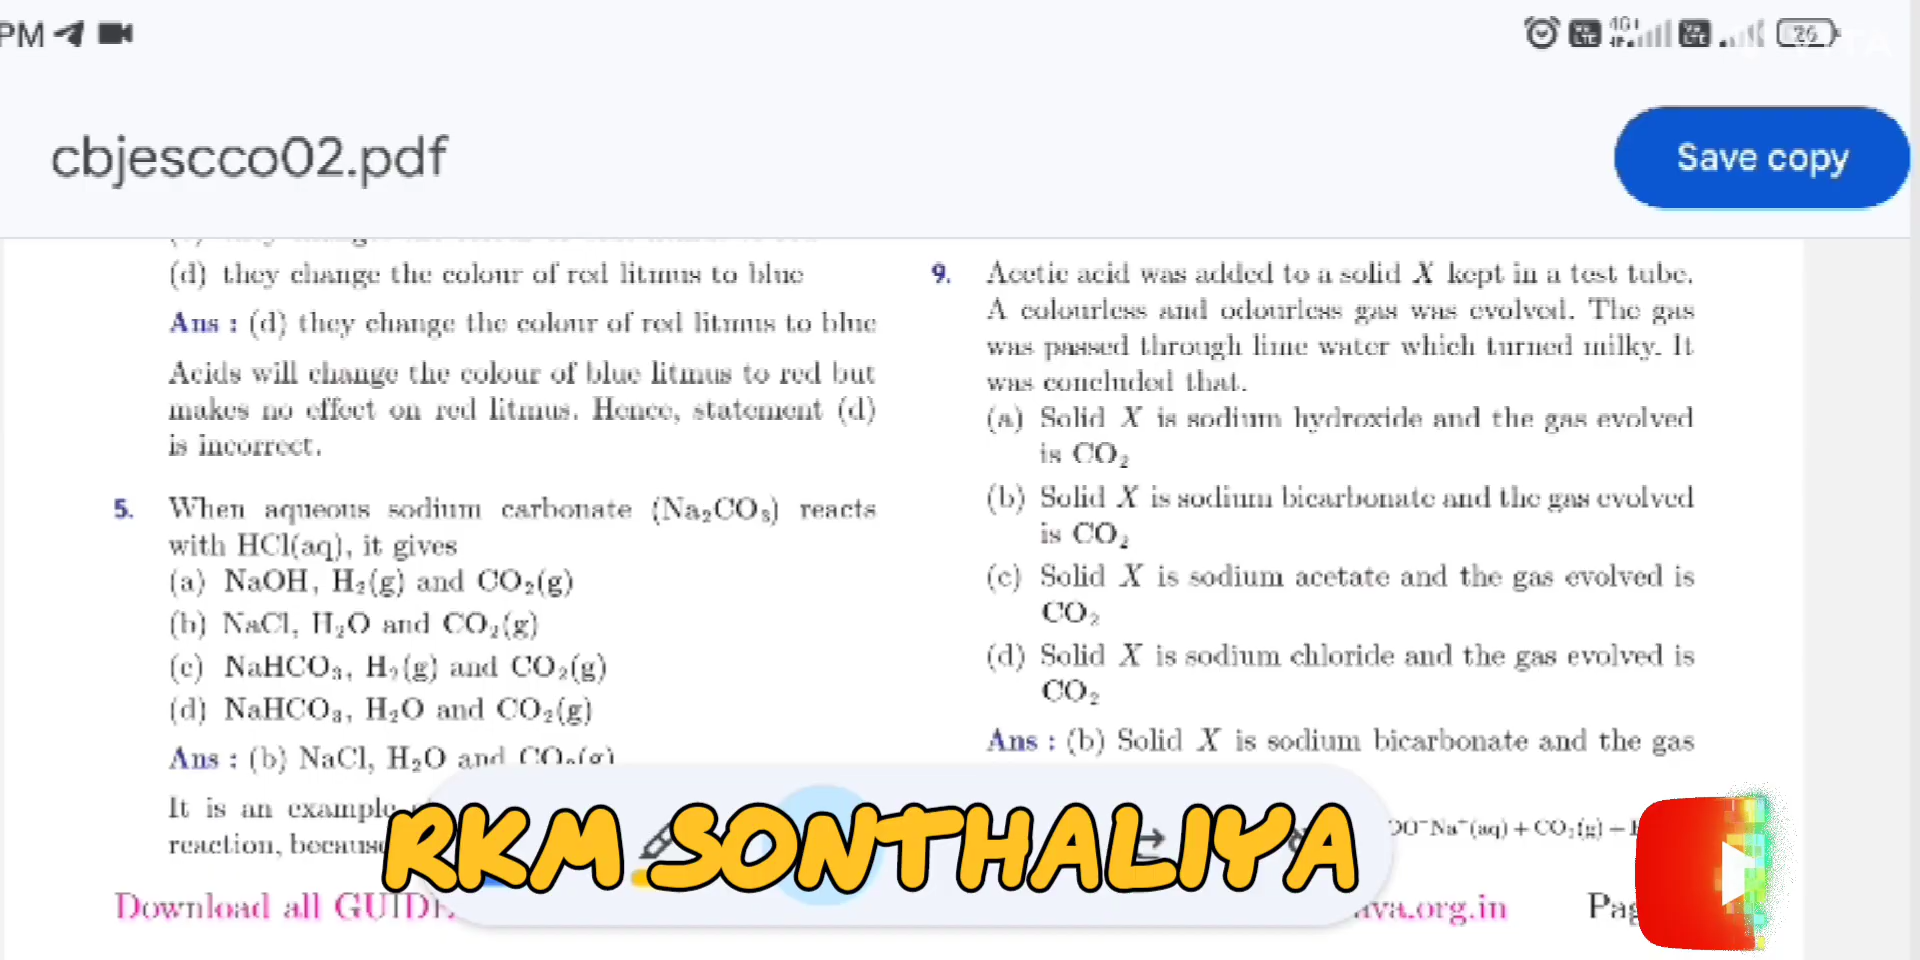 PM
26
cbjescco02.pdf
Save copy
(d) they change the colour of red litmus to blue
Ans : (d) they change the colour of red litmus to blue
Acids will change the colour of blue litmus to red but
makes no effect on red litmus. Hence, statement (d)
is incorrect.
5. When aqueous sodium carbonate (Na₂CO₃) reacts
with HCl(aq), it gives
(a) NaOH, H₂(g) and CO₂(g)
(b) NaCl, H₂O and CO₂(g)
(c) NaHCO₃, H₂(g) and CO₂(g)
(d) NaHCO₃, H₂O and CO₂(g)
Ans : (b) NaCl, H₂O and CO₂(g)
It is an example
reaction, because
9. Acetic acid was added to a solid X kept in a test tube.
A colourless and odourless gas was evolved. The gas
was passed through lime water which turned milky. It
was concluded that.
(a) Solid X is sodium hydroxide and the gas evolved
is CO₂
(b) Solid X is sodium bicarbonate and the gas evolved
is CO₂
(c) Solid X is sodium acetate and the gas evolved is
CO₂
(d) Solid X is sodium chloride and the gas evolved is
CO₂
Ans : (b) Solid X is sodium bicarbonate and the gas
Na⁺(aq) + CO₂(g) +
RKM SONTHALIYA
Download all GUIDE
.org.in